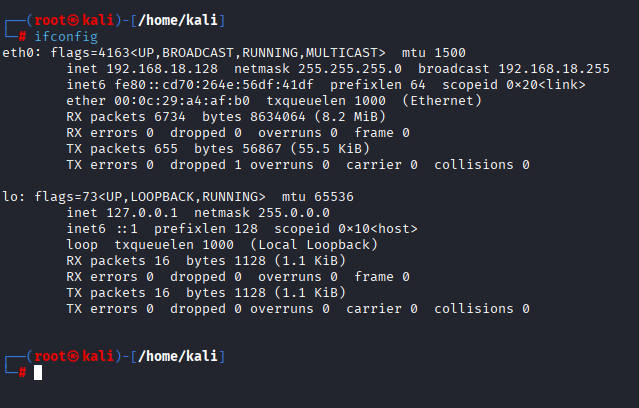 ┌──(root㉿kali)-[/home/kali]
└─# ifconfig
eth0: flags=4163<UP,BROADCAST,RUNNING,MULTICAST>  mtu 1500
        inet 192.168.18.128  netmask 255.255.255.0  broadcast 192.168.18.255
        inet6 fe80::cd70:264e:56df:41df  prefixlen 64  scopeid 0×20<link>
        ether 00:0c:29:a4:af:b0  txqueuelen 1000  (Ethernet)
        RX packets 6734  bytes 8634064 (8.2 MiB)
        RX errors 0  dropped 0  overruns 0  frame 0
        TX packets 655  bytes 56867 (55.5 KiB)
        TX errors 0  dropped 1 overruns 0  carrier 0  collisions 0

lo: flags=73<UP,LOOPBACK,RUNNING>  mtu 65536
        inet 127.0.0.1  netmask 255.0.0.0
        inet6 ::1  prefixlen 128  scopeid 0×10<host>
        loop  txqueuelen 1000  (Local Loopback)
        RX packets 16  bytes 1128 (1.1 KiB)
        RX errors 0  dropped 0  overruns 0  frame 0
        TX packets 16  bytes 1128 (1.1 KiB)
        TX errors 0  dropped 0 overruns 0  carrier 0  collisions 0

┌──(root㉿kali)-[/home/kali]
└─#